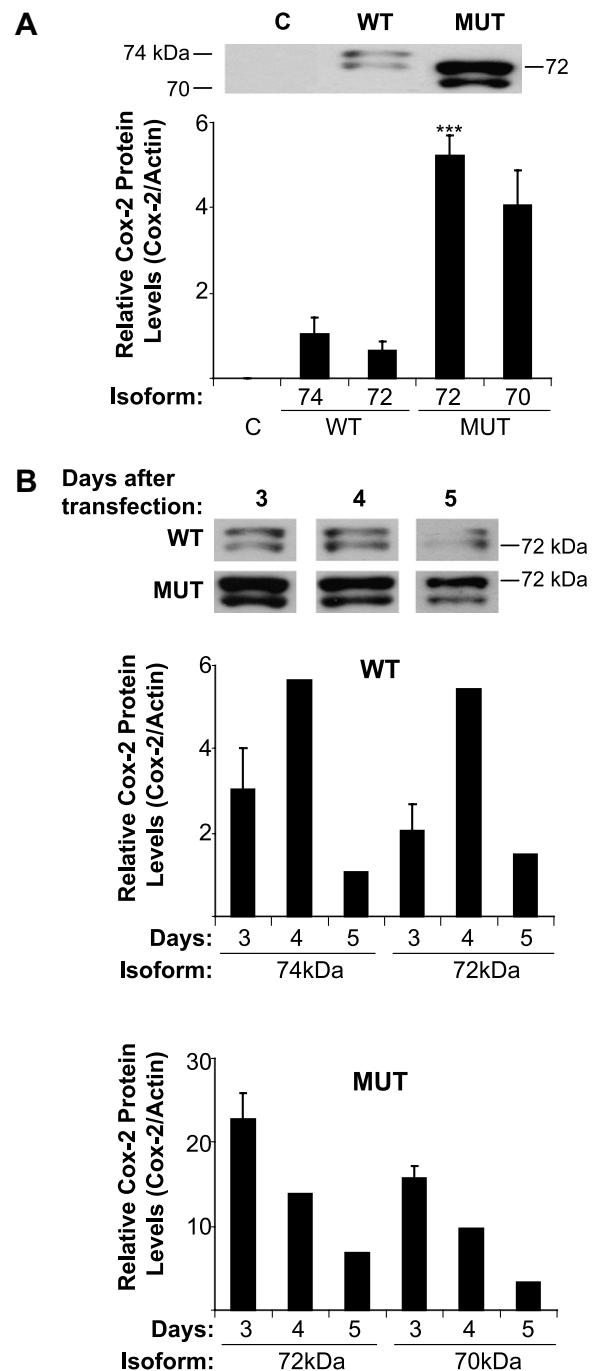 A
C WT MUT
74 kDa
72
70
***
6
4
2
Relative Cox-2 Protein
Levels (Cox-2/Actin)
Isoform: 74 72 72 70
C WT MUT
B
Days after
transfection: 3 4 5
WT
72 kDa
MUT
72 kDa
WT
6
4
2
Relative Cox-2 Protein
Levels (Cox-2/Actin)
Days: 3 4 5 3 4 5
Isoform: 74kDa 72kDa
MUT
30
20
10
Relative Cox-2 Protein
Levels (Cox-2/Actin)
Days: 3 4 5 3 4 5
Isoform: 72kDa 70kDa